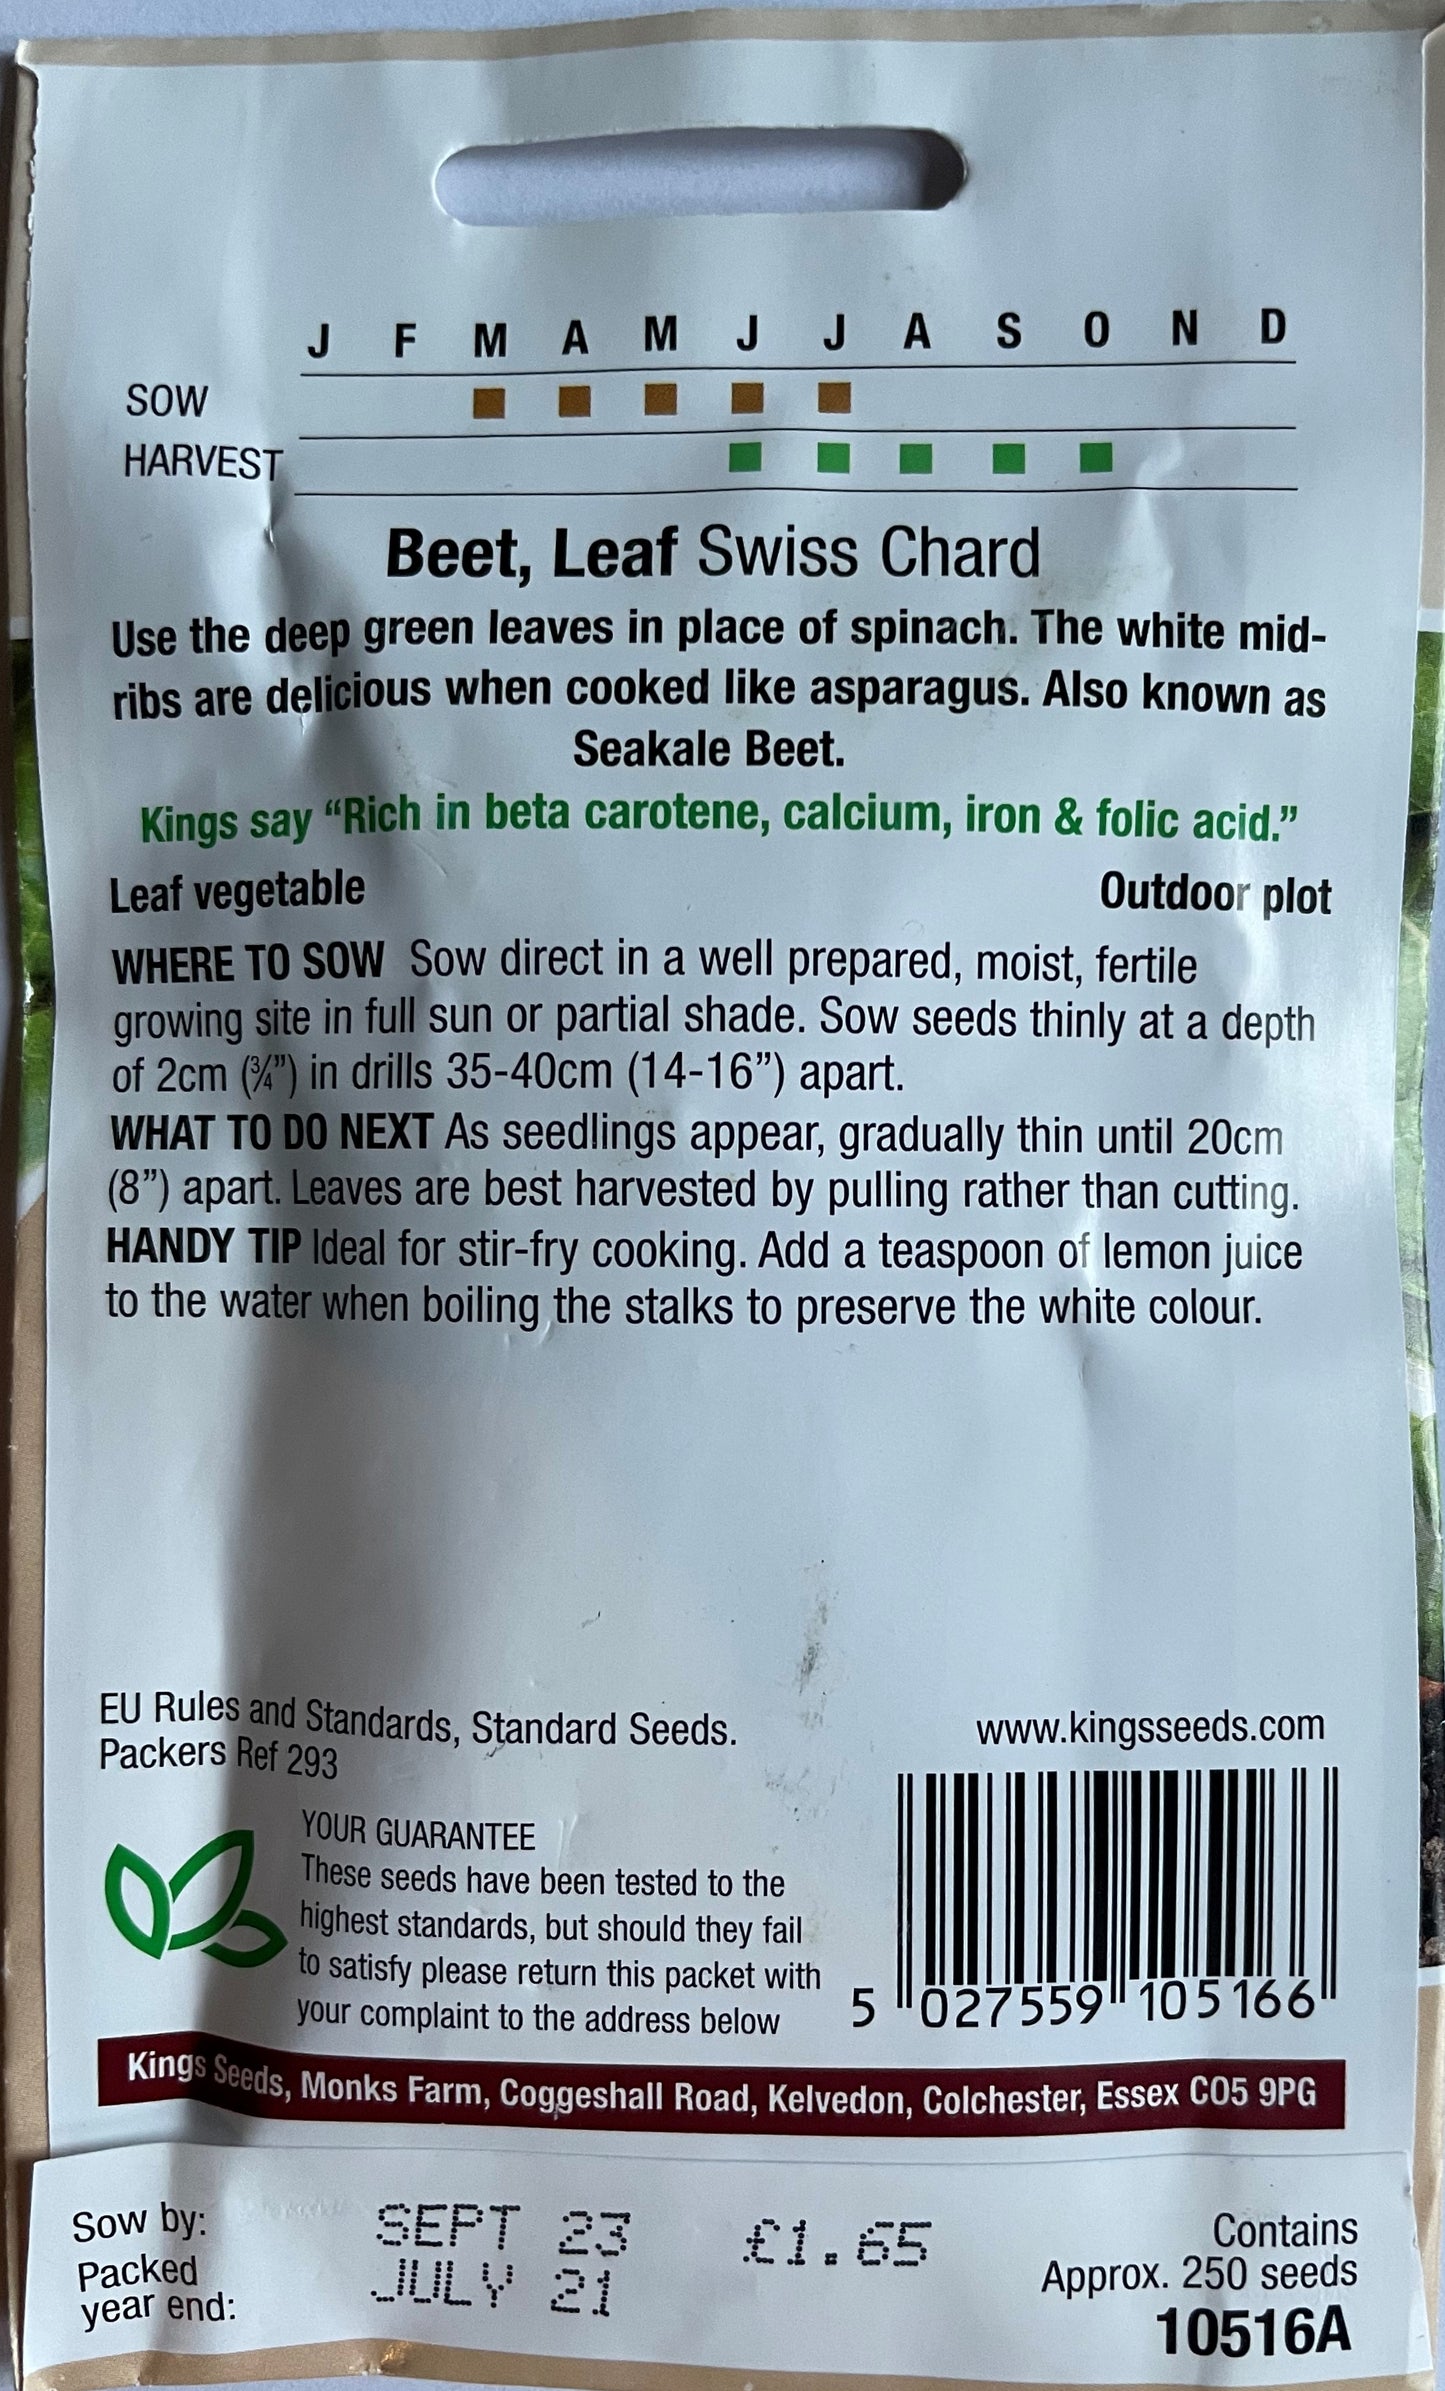 J F M A M J J A S O N D
SOW
HARVEST
Beet, Leaf Swiss Chard
Use the deep green leaves in place of spinach. The white mid-
ribs are delicious when cooked like asparagus. Also known as
Seakale Beet.
Kings say “Rich in beta carotene, calcium, iron & folic acid.”
Leaf vegetable Outdoor plot
WHERE TO SOW Sow direct in a well prepared, moist, fertile
growing site in full sun or partial shade. Sow seeds thinly at a depth
of 2cm (¾”) in drills 35-40cm (14-16”) apart.
WHAT TO DO NEXT As seedlings appear, gradually thin until 20cm
(8”) apart. Leaves are best harvested by pulling rather than cutting.
HANDY TIP Ideal for stir-fry cooking. Add a teaspoon of lemon juice
to the water when boiling the stalks to preserve the white colour.
EU Rules and Standards, Standard Seeds.
Packers Ref 293
www.kingsseeds.com
YOUR GUARANTEE
These seeds have been tested to the
highest standards, but should they fail
to satisfy please return this packet with
your complaint to the address below
5 027559 105166
Kings Seeds, Monks Farm, Coggeshall Road, Kelvedon, Colchester, Essex CO5 9PG
Sow by: SEPT 23 £1.65
Packed
year end: JULY 21
Contains
Approx. 250 seeds
10516A